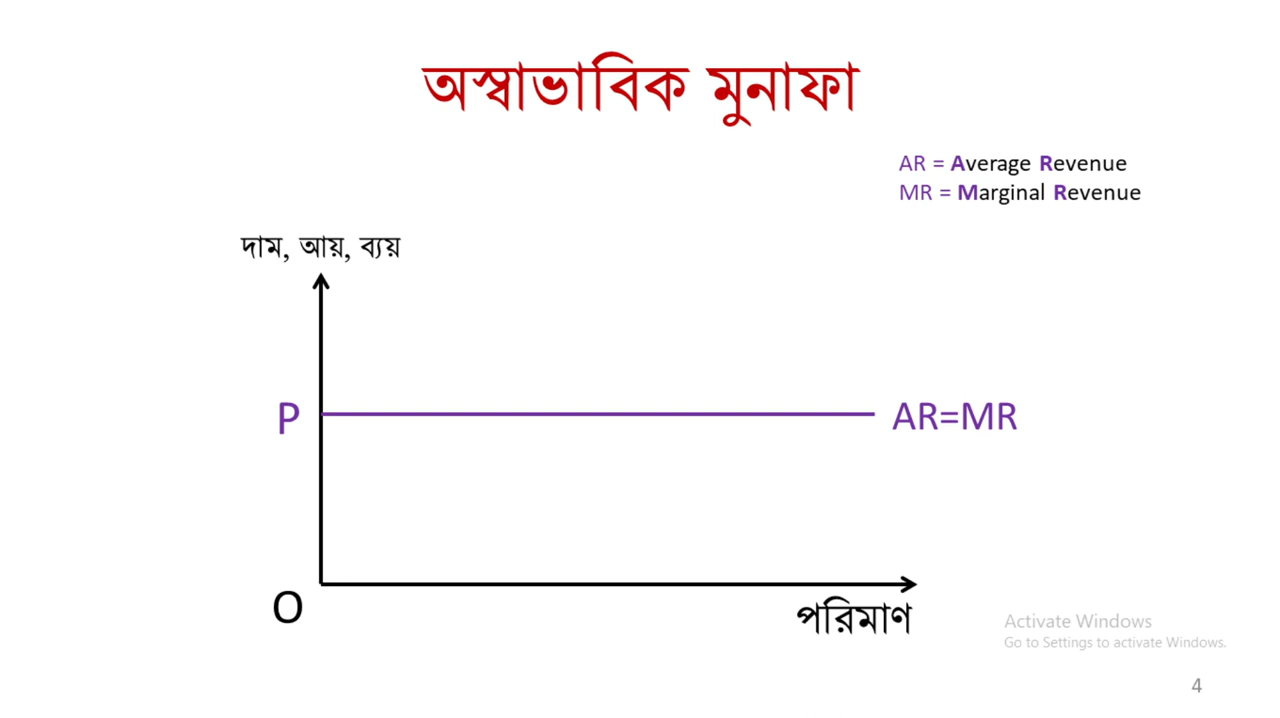 অস্বাভাবিক মুনাফা
AR = Average Revenue
MR = Marginal Revenue
দাম, আয়, ব্যয়
P
AR=MR
O
পরিমাণ
Activate Windows
Go to Settings to activate Windows.
4